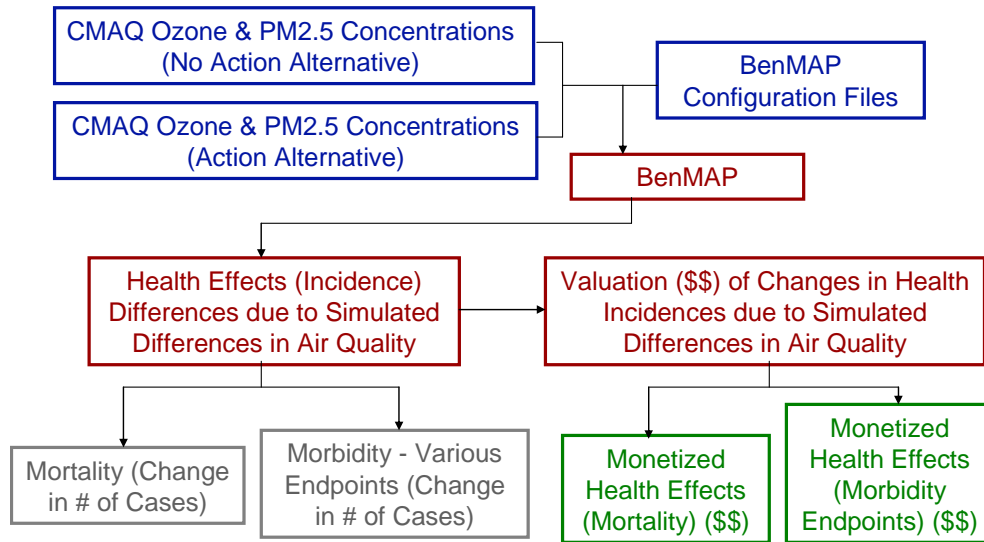 CMAQ Ozone & PM2.5 Concentrations
(No Action Alternative)
BenMAP
Configuration Files
CMAQ Ozone & PM2.5 Concentrations
(Action Alternative)
BenMAP
Health Effects (Incidence)
Differences due to Simulated
Differences in Air Quality
Valuation ($$) of Changes in Health
Incidences due to Simulated
Differences in Air Quality
Mortality (Change
in # of Cases)
Morbidity - Various
Endpoints (Change
in # of Cases)
Monetized
Health Effects
(Mortality) ($$)
Monetized
Health Effects
(Morbidity
Endpoints) ($$)